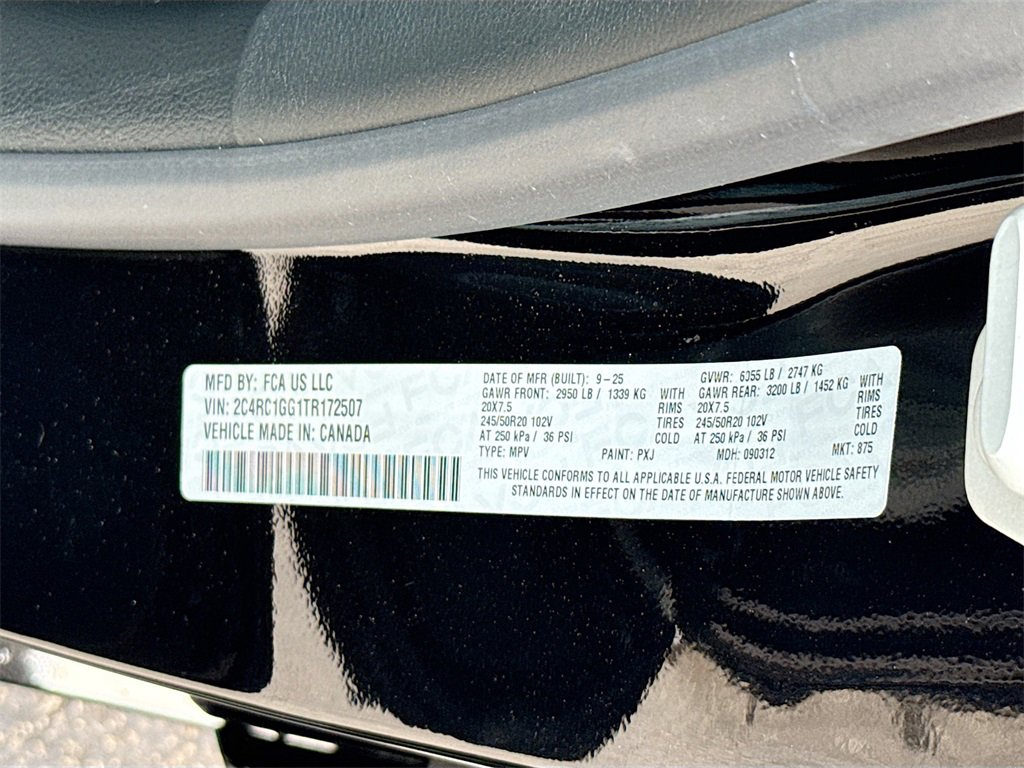 MFD BY: FCA US LLC
VIN: 2C4RC1GG1TR172507
VEHICLE MADE IN: CANADA
DATE OF MFR (BUILT): 9-25 GVWR: 6055 LB / 2747 KG
GAWR FRONT: 2950 LB / 1339 KG WITH GAWR REAR: 3200 LB / 1452 KG WITH
20X7.5 RIMS 20X7.5 RIMS
245/50R20 102V TIRES 245/50R20 102V TIRES
AT 250 kPa / 36 PSI COLD AT 250 kPa / 36 PSI COLD
TYPE: MPV PAINT: PXJ MDH: 090312 MKT: 875
THIS VEHICLE CONFORMS TO ALL APPLICABLE U.S.A. FEDERAL MOTOR VEHICLE SAFETY
STANDARDS IN EFFECT ON THE DATE OF MANUFACTURE SHOWN ABOVE.